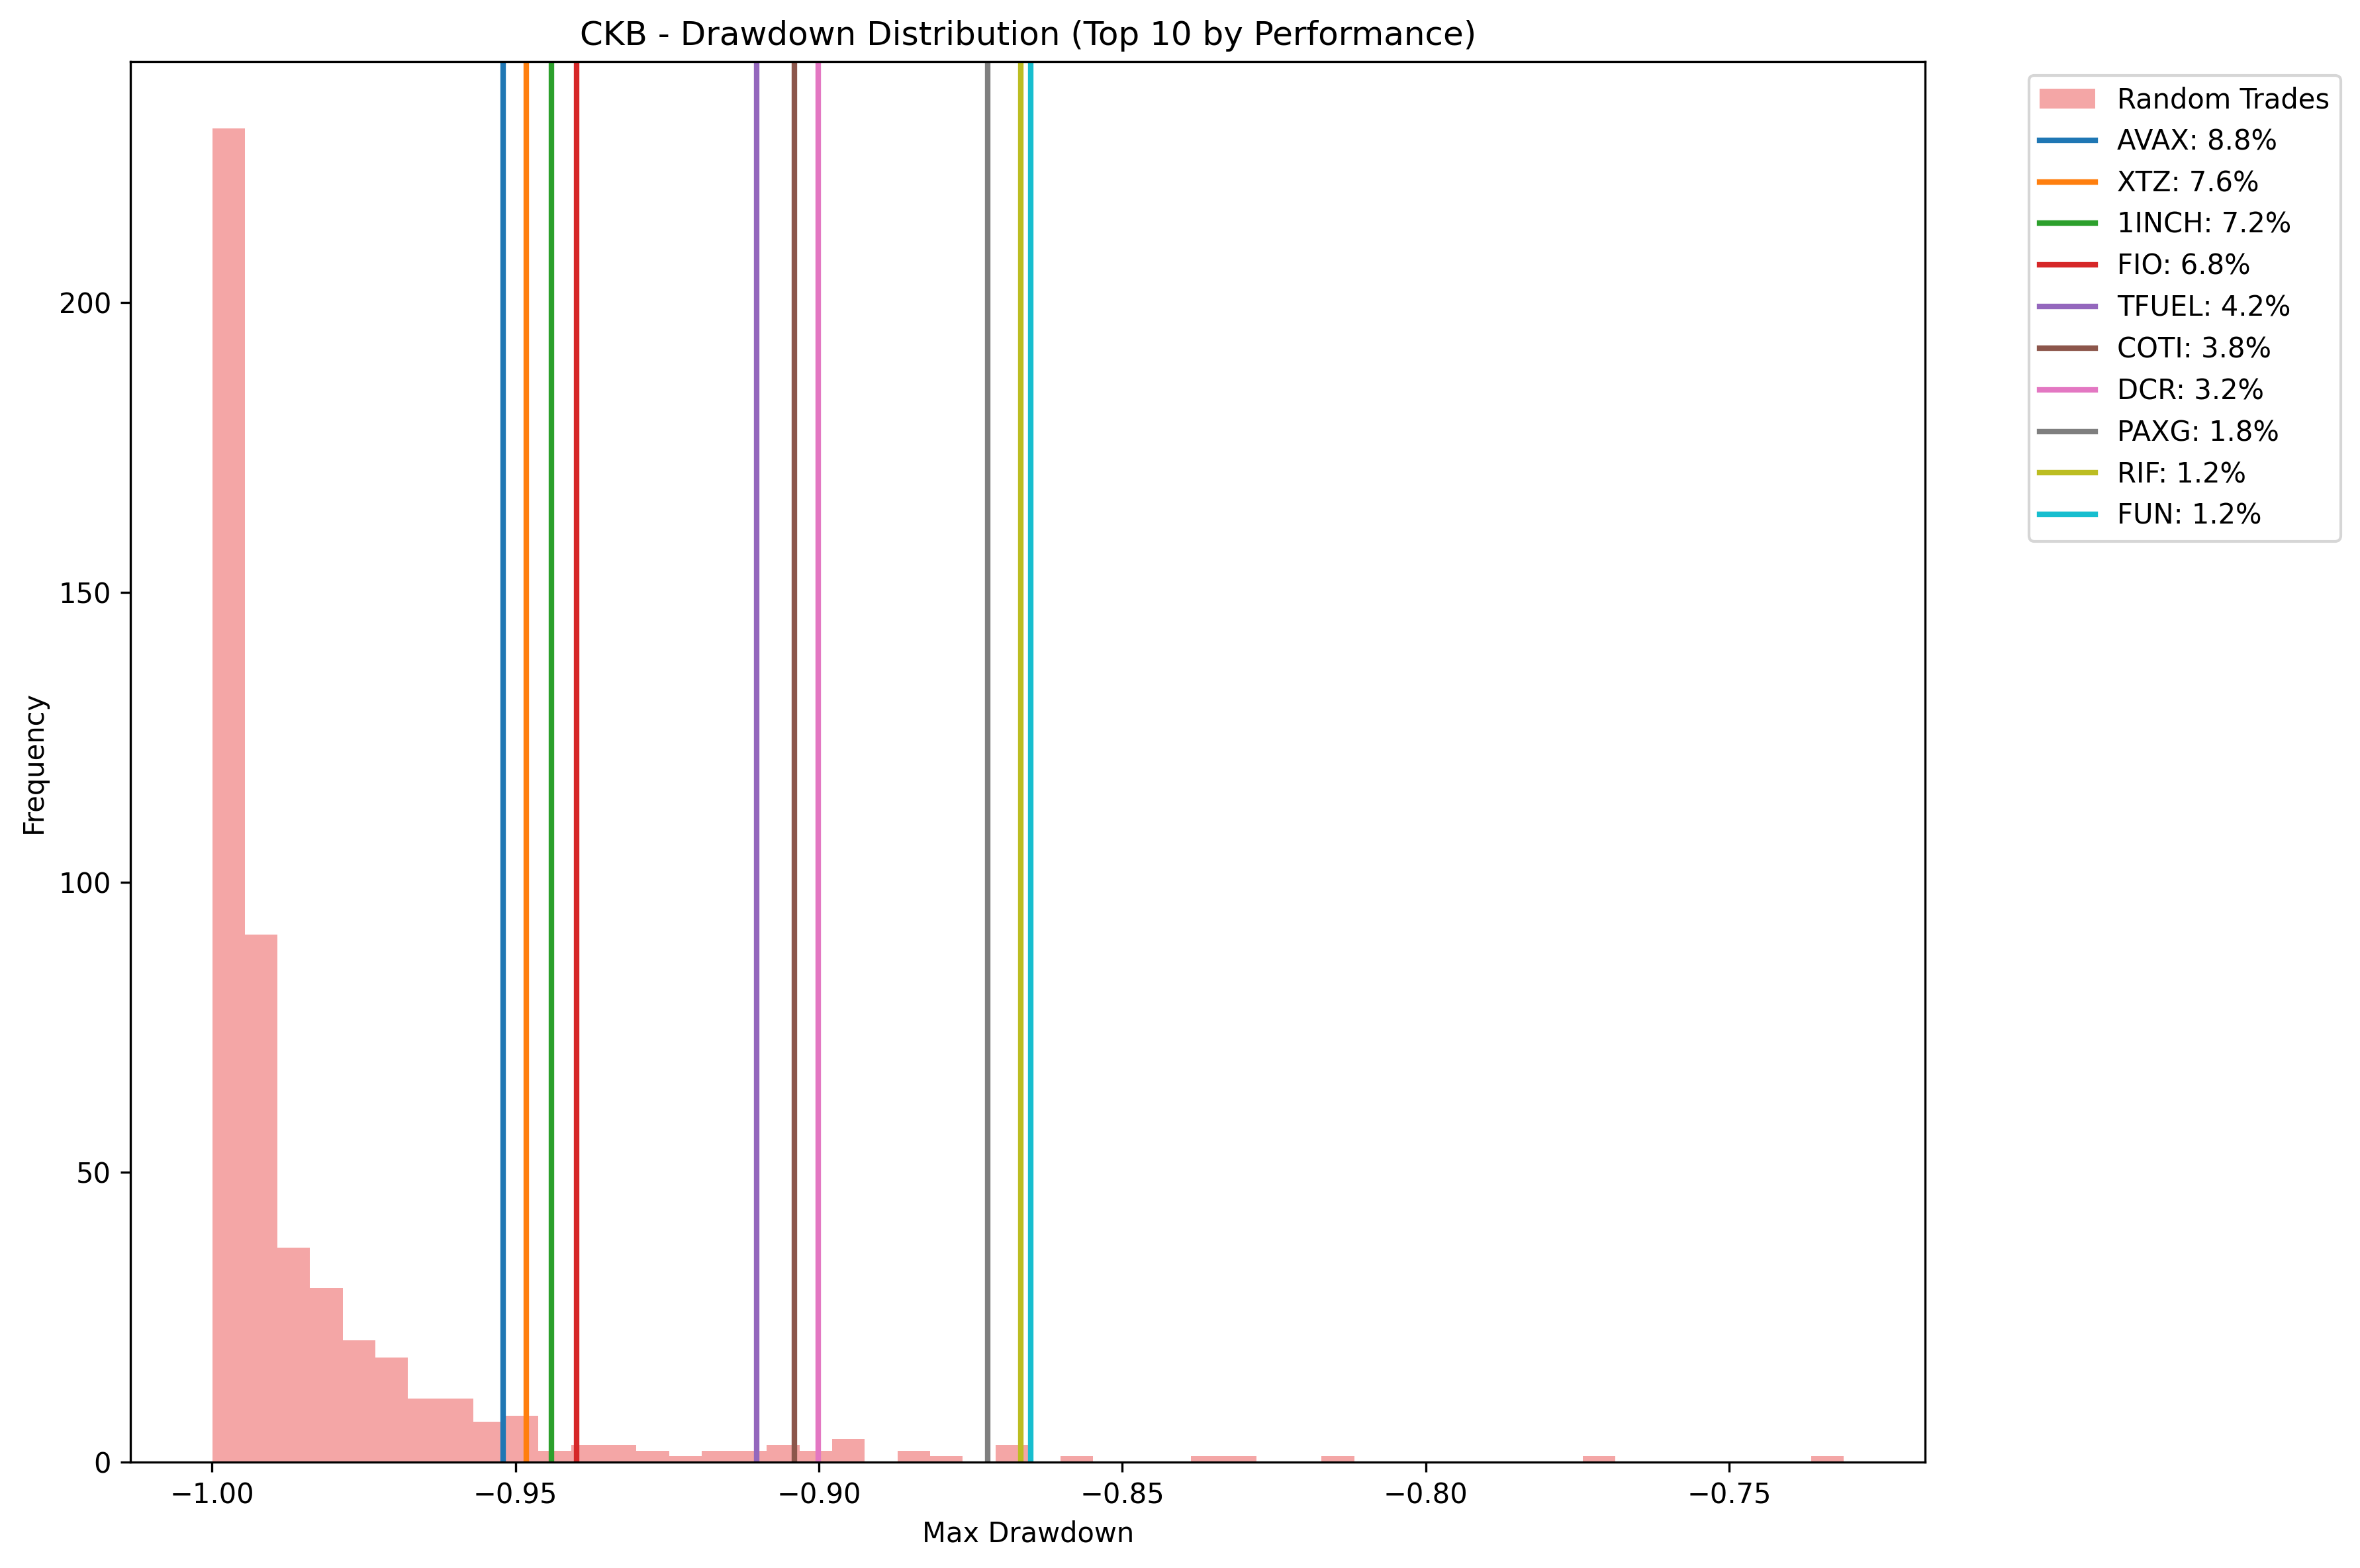 CKB - Drawdown Distribution (Top 10 by Performance)
Random Trades
AVAX: 8.8%
XTZ: 7.6%
1INCH: 7.2%
FIO: 6.8%
TFUEL: 4.2%
COTI: 3.8%
DCR: 3.2%
PAXG: 1.8%
RIF: 1.2%
FUN: 1.2%
Frequency
200
150
100
50
0
−1.00
−0.95
−0.90
−0.85
−0.80
−0.75
Max Drawdown